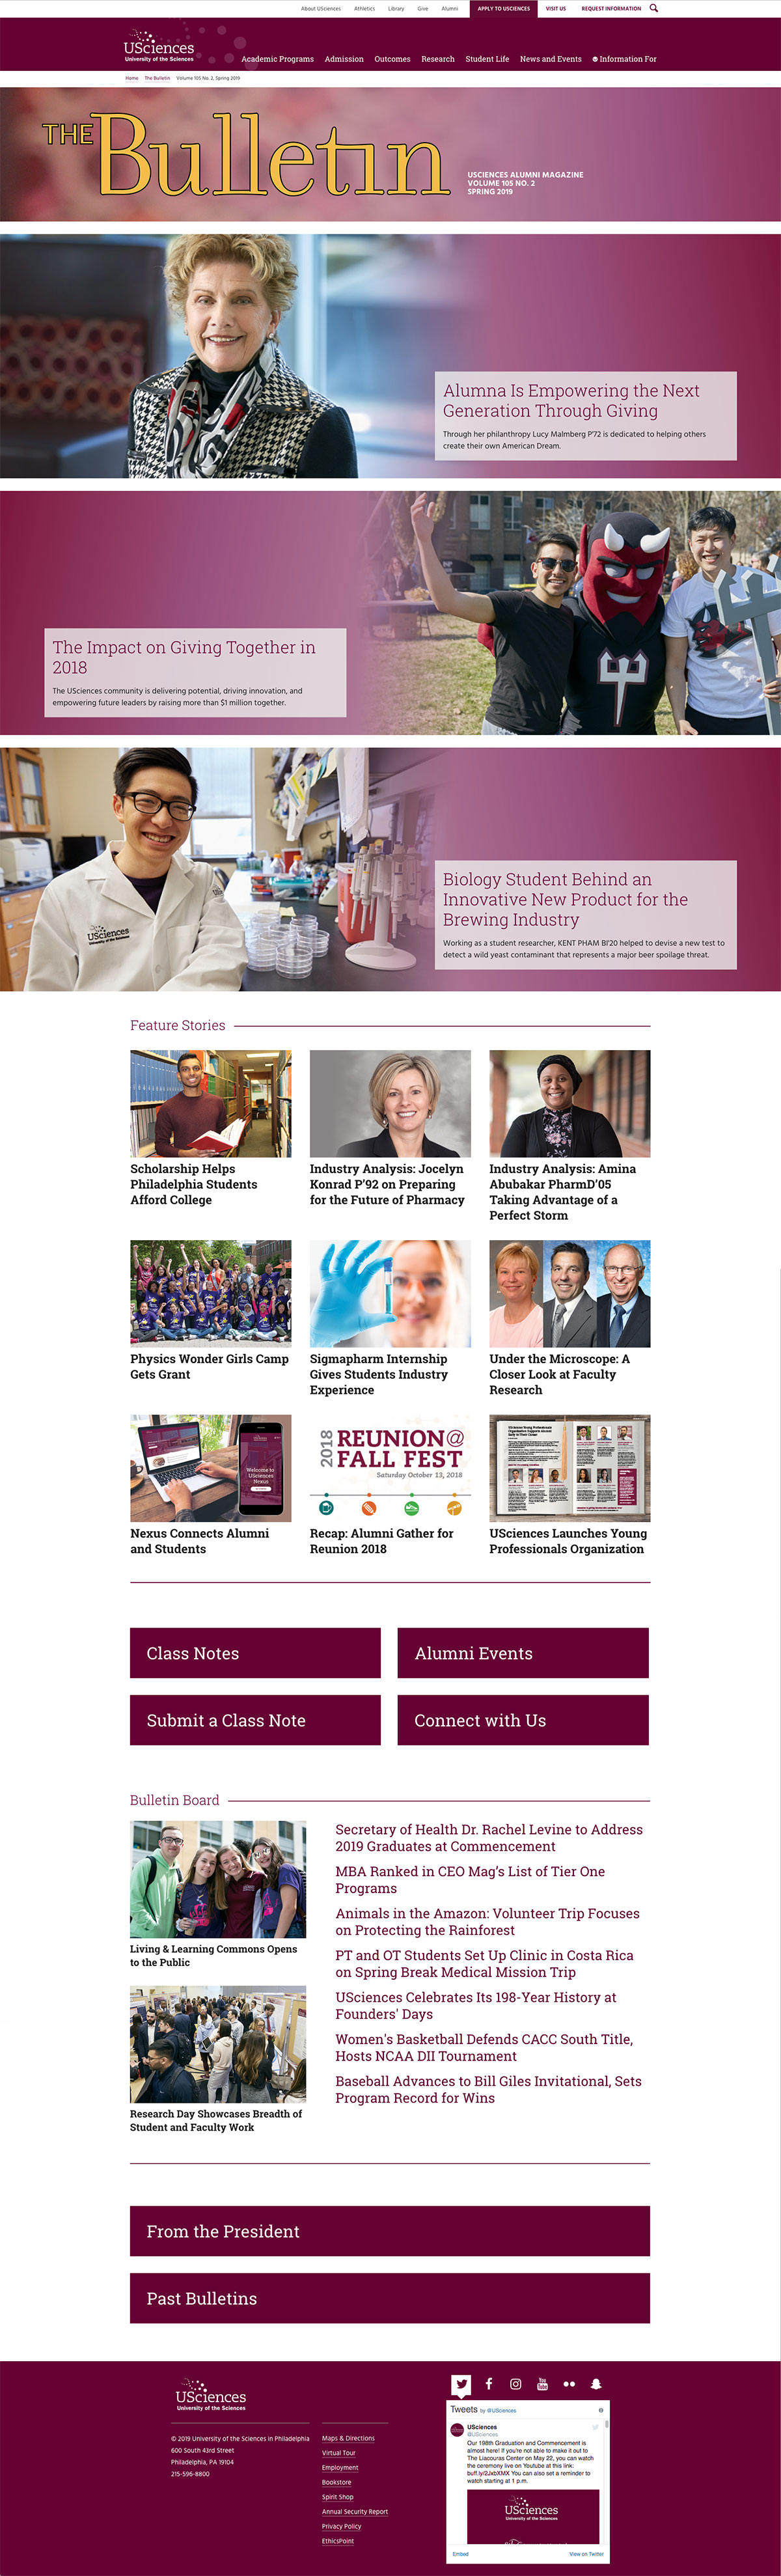 About USciences Athletics Library Give Alumni APPLY TO USCIENCES VISIT US REQUEST INFORMATION
USciences
University of the Sciences
Academic Programs Admission Outcomes Research Student Life News and Events Information For
Home The Bulletin Volume 105 No. 2, Spring 2019
THE Bulletin
USCIENCES ALUMNI MAGAZINE
VOLUME 105 NO. 2
SPRING 2019
Alumna Is Empowering the Next
Generation Through Giving
Through her philanthropy Lucy Malmberg P'72 is dedicated to helping others
create their own American Dream.
The Impact on Giving Together in
2018
The USciences community is delivering potential, driving innovation, and
empowering future leaders by raising more than $1 million together.
USciences
University of the Sciences
Biology Student Behind an
Innovative New Product for the
Brewing Industry
Working as a student researcher, KENT PHAM BI'20 helped to devise a new test to
detect a wild yeast contaminant that represents a major beer spoilage threat.
Feature Stories
Scholarship Helps
Philadelphia Students
Afford College
Industry Analysis: Jocelyn
Konrad P'92 on Preparing
for the Future of Pharmacy
Industry Analysis: Amina
Abubakar PharmD'05
Taking Advantage of a
Perfect Storm
Physics Wonder Girls Camp
Gets Grant
Sigmapharm Internship
Gives Students Industry
Experience
Under the Microscope: A
Closer Look at Faculty
Research
Welcome to
USciences
Nexus
2018 REUNION@
FALL FEST
Saturday October 13, 2018
Nexus Connects Alumni
and Students
Recap: Alumni Gather for
Reunion 2018
USciences Launches Young
Professionals Organization
Class Notes
Alumni Events
Submit a Class Note
Connect with Us
Bulletin Board
Living & Learning Commons Opens
to the Public
Research Day Showcases Breadth of
Student and Faculty Work
Secretary of Health Dr. Rachel Levine to Address
2019 Graduates at Commencement
MBA Ranked in CEO Mag's List of Tier One
Programs
Animals in the Amazon: Volunteer Trip Focuses
on Protecting the Rainforest
PT and OT Students Set Up Clinic in Costa Rica
on Spring Break Medical Mission Trip
USciences Celebrates Its 198-Year History at
Founders' Days
Women's Basketball Defends CACC South Title,
Hosts NCAA DII Tournament
Baseball Advances to Bill Giles Invitational, Sets
Program Record for Wins
From the President
Past Bulletins
USciences
University of the Sciences
© 2019 University of the Sciences in Philadelphia
600 South 43rd Street
Philadelphia, PA 19104
215-596-8800
Maps & Directions
Virtual Tour
Employment
Bookstore
Spirit Shop
Annual Security Report
Privacy Policy
EthicsPoint
You
Tube
Tweets by @USciences
USciences
@USciences
Our 198th Graduation and Commencement is
almost here! If you're not able to make it out to
The Liacouras Center on May 22, you can watch
the ceremony live on Youtube at this link:
buff.ly/2JxbXMX You can also set a reminder to
watch starting at 1 p.m.
USciences
University of the Sciences
Embed View on Twitter